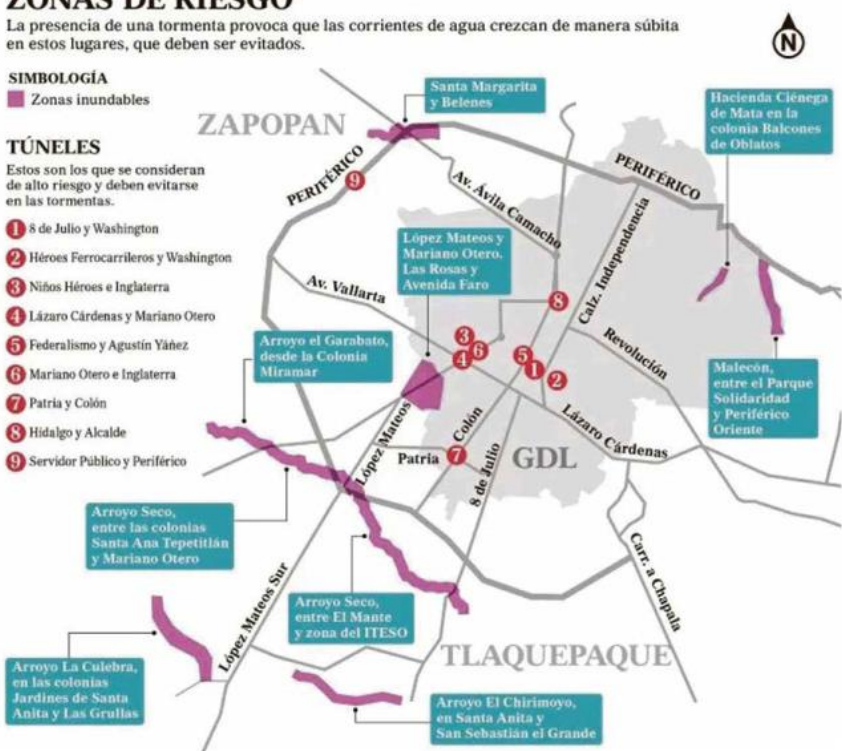 ZONAS DE RIESGO
La presencia de una tormenta provoca que las corrientes de agua crezcan de manera súbita
en estos lugares, que deben ser evitados.
N
SIMBOLOGÍA
Zonas inundables
TÚNELES
Estos son los que se consideran
de alto riesgo y deben evitarse
en las tormentas.
1 8 de Julio y Washington
2 Héroes Ferrocarrileros y Washington
3 Niños Héroes e Inglaterra
4 Lázaro Cárdenas y Mariano Otero
5 Federalismo y Agustín Yáñez
6 Mariano Otero e Inglaterra
7 Patria y Colón
8 Hidalgo y Alcalde
9 Servidor Público y Periférico
ZAPOPAN
Santa Margarita
y Belenes
Hacienda Ciénega
de Mata en la
colonia Balcones
de Oblatos
PERIFÉRICO
9
PERIFÉRICO
Av. Ávila Camacho
Calz. Independencia
López Mateos y
Mariano Otero.
Las Rosas y
Avenida Faro
Av. Vallarta
8
Revolución
3
6
4
5
1
2
Arroyo el Garabato,
desde la Colonia
Miramar
Malecón,
entre el Parque
Solidaridad
y Periférico
Oriente
López Mateos
Colón
Lázaro Cárdenas
Patria
7
8 de Julio
GDL
Arroyo Seco,
entre las colonias
Santa Ana Tepetitlán
y Mariano Otero
Carr. a Chapala
López Mateos Sur
Arroyo Seco,
entre El Mante
y zona del ITESO
TLAQUEPAQUE
Arroyo La Culebra,
en las colonias
Jardines de Santa
Anita y Las Grullas
Arroyo El Chirimoyo,
en Santa Anita y
San Sebastián el Grande